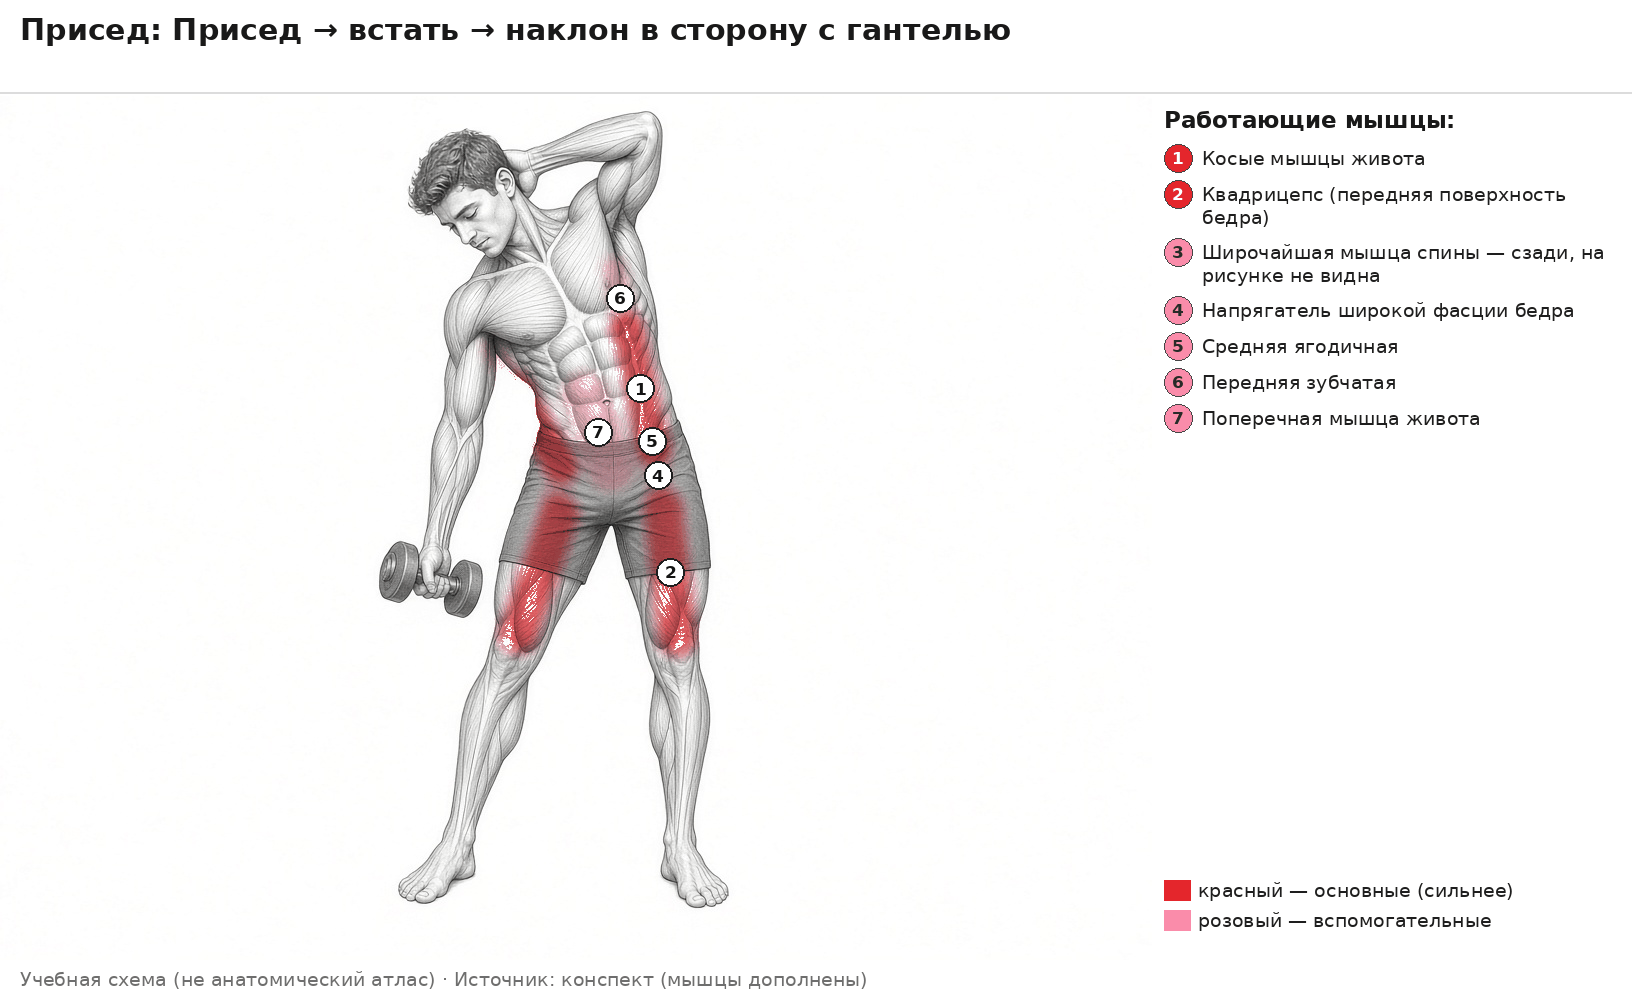 Присед: Присед → встать → наклон в сторону с гантелью
Работающие мышцы:
1 Косые мышцы живота
2 Квадрицепс (передняя поверхность
бедра)
3 Широчайшая мышца спины — сзади, на
рисунке не видна
4 Напрягатель широкой фасции бедра
5 Средняя ягодичная
6 Передняя зубчатая
7 Поперечная мышца живота
6
1
7
5
4
2
красный — основные (сильнее)
розовый — вспомогательные
Учебная схема (не анатомический атлас) · Источник: конспект (мышцы дополнены)